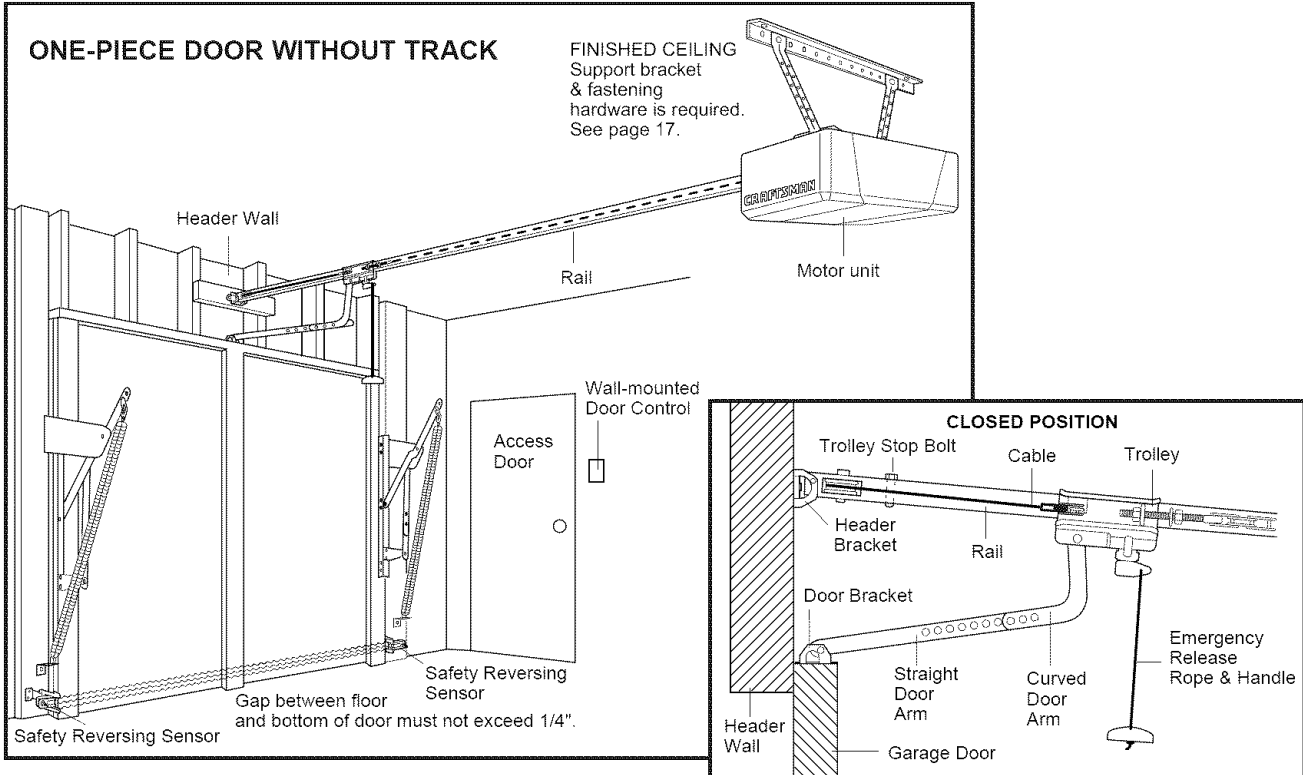 ONE-PIECE DOOR WITHOUT TRACK
FINISHED CEILING
Support bracket
& fastening
hardware is required.
See page 17.
CRAFTSMAN
Header Wall
Rail
Motor unit
Wall-mounted
Door Control
Access
Door
Safety Reversing
Sensor
Gap between floor
and bottom of door must not exceed 1/4".
Safety Reversing Sensor
CLOSED POSITION
Trolley Stop Bolt
Cable
Trolley
Header
Bracket
Rail
Door Bracket
Straight
Door
Arm
Curved
Door
Arm
Emergency
Release
Rope & Handle
Header
Wall
Garage Door